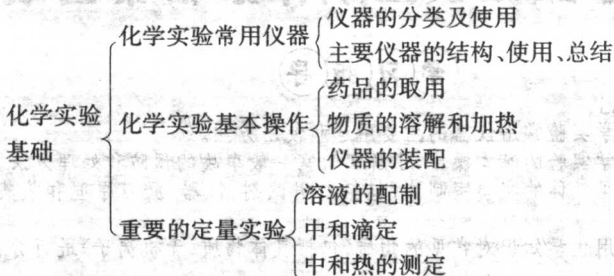 化学实验基础
化学实验常用仪器
仪器的分类及使用
主要仪器的结构、使用、总结
化学实验基本操作
药品的取用
物质的溶解和加热
仪器的装配
重要的定量实验
溶液的配制
中和滴定
中和热的测定